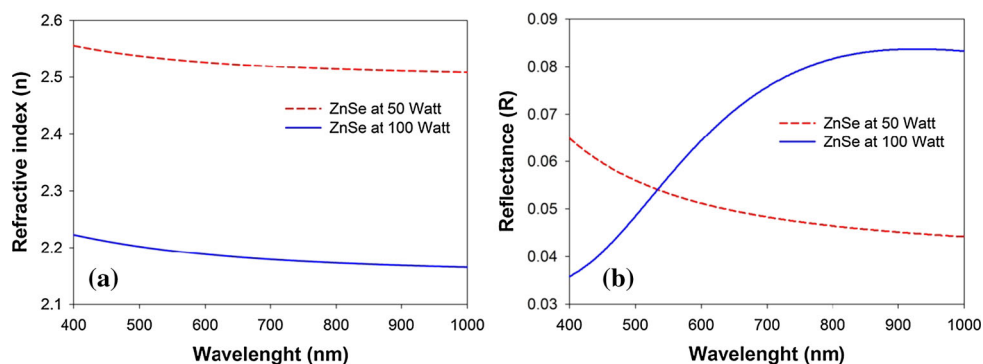 Refractive index (n)
2.6
2.5
2.4
2.3
2.2
2.1
ZnSe at 50 Watt
ZnSe at 100 Watt
(a)
400 500 600 700 800 900 1000
Wavelenght (nm)
Reflectance (R)
0.09
0.08
0.07
0.06
0.05
0.04
0.03
ZnSe at 50 Watt
ZnSe at 100 Watt
(b)
400 500 600 700 800 900 1000
Wavelenght (nm)